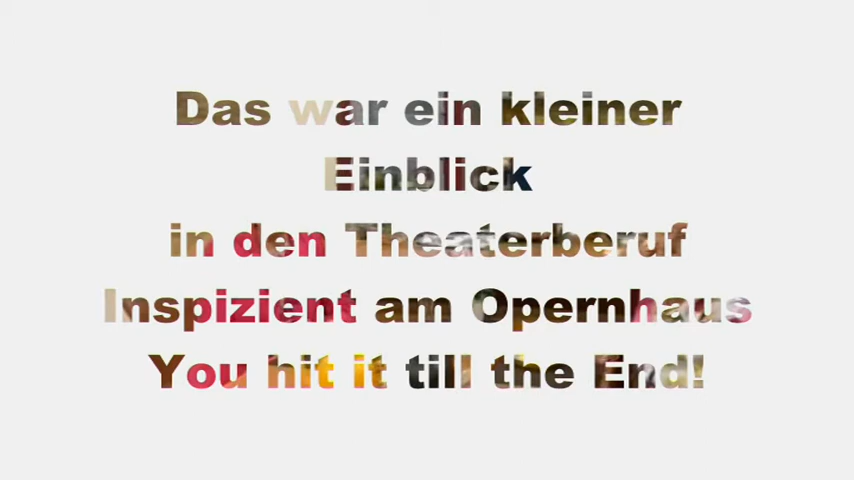 Das war ein kleiner
Einblick
in den Theaterberuf
Inspizient am Opernhaus
You hit it till the End!